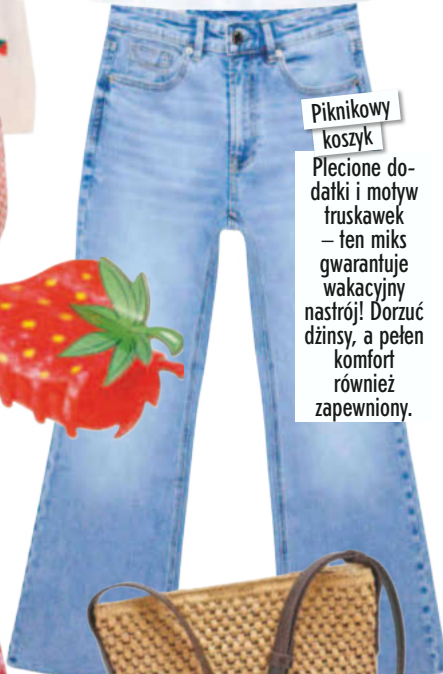 Piknikowy
koszyk
Plecione do-
datki i motyw
truskawek
– ten miks
gwarantuje
wakacyjny
nastrój! Dorzuć
dżinsy, a pełen
komfort
również
zapewniony.